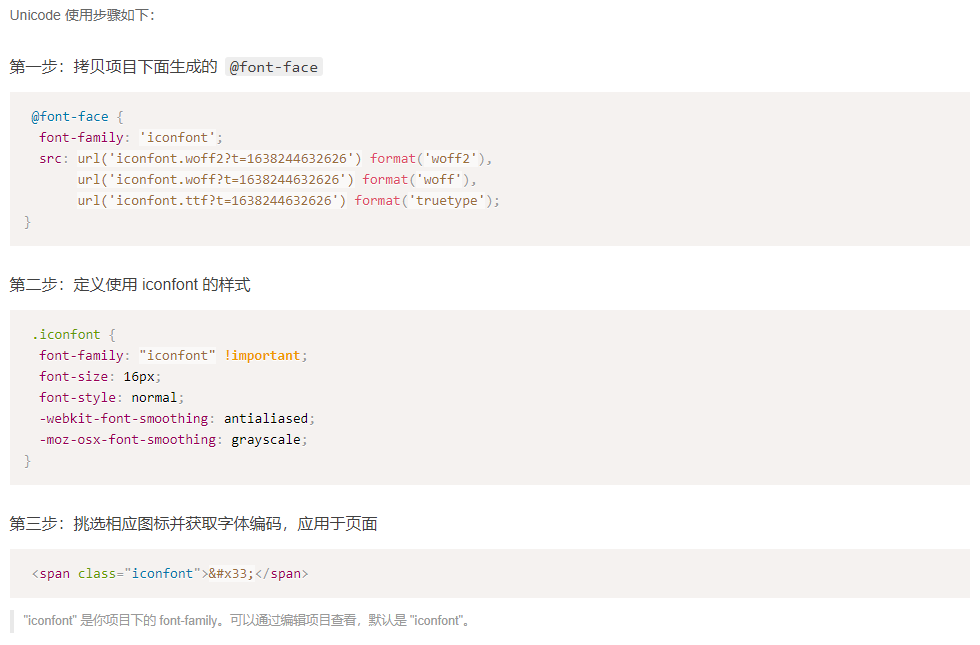 Unicode 使用步骤如下：
第一步：拷贝项目下面生成的 @font-face
@font-face {
  font-family: 'iconfont';
  src: url('iconfont.woff2?t=1638244632626') format('woff2'),
       url('iconfont.woff?t=1638244632626') format('woff'),
       url('iconfont.ttf?t=1638244632626') format('truetype');
}
第二步：定义使用 iconfont 的样式
.iconfont {
  font-family: "iconfont" !important;
  font-size: 16px;
  font-style: normal;
  -webkit-font-smoothing: antialiased;
  -moz-osx-font-smoothing: grayscale;
}
第三步：挑选相应图标并获取字体编码，应用于页面
<span class="iconfont">&#x33;</span>
"iconfont" 是你项目下的 font-family。可以通过编辑项目查看，默认是 "iconfont"。